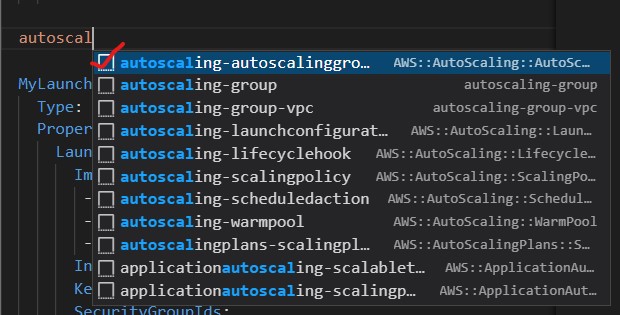 autoscal
autoscaling-autoscalinggro… AWS::AutoScaling::AutoSc…
MyLaunch
autoscaling-group autoscaling-group
Type:
autoscaling-group-vpc autoscaling-group-vpc
Proper
autoscaling-launchconfigurat… AWS::AutoScaling::Laun…
Laun
autoscaling-lifecyclehook AWS::AutoScaling::Lifecycle…
Im
autoscaling-scalingpolicy AWS::AutoScaling::ScalingPo…
-
autoscaling-scheduledaction AWS::AutoScaling::Schedul…
-
autoscaling-warmpool AWS::AutoScaling::WarmPool
-
autoscalingplans-scalingpl… AWS::AutoScalingPlans::S…
In
applicationautoscaling-scalablet… AWS::ApplicationAu…
Ke
applicationautoscaling-scalingp… AWS::ApplicationAut…
SecurityGroupIds: